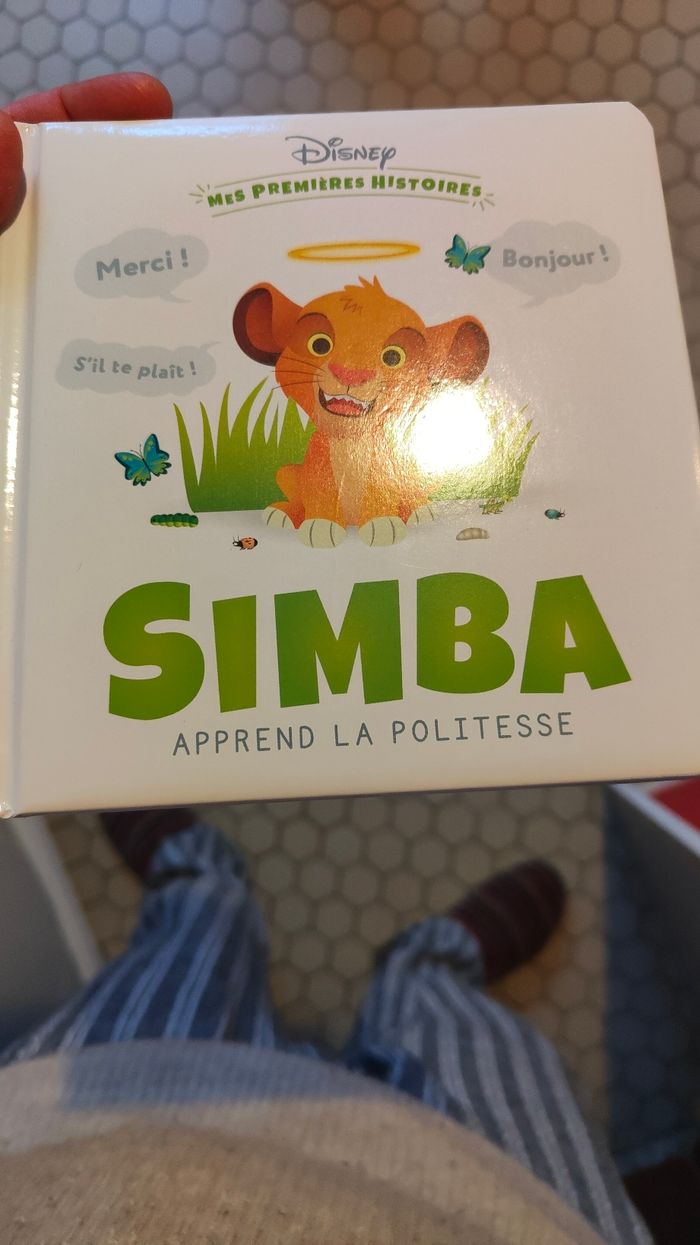 Disney
MES PREMIÈRES HISTOIRES
Merci !
Bonjour !
S'il te plaît !
SIMBA
APPREND LA POLITESSE